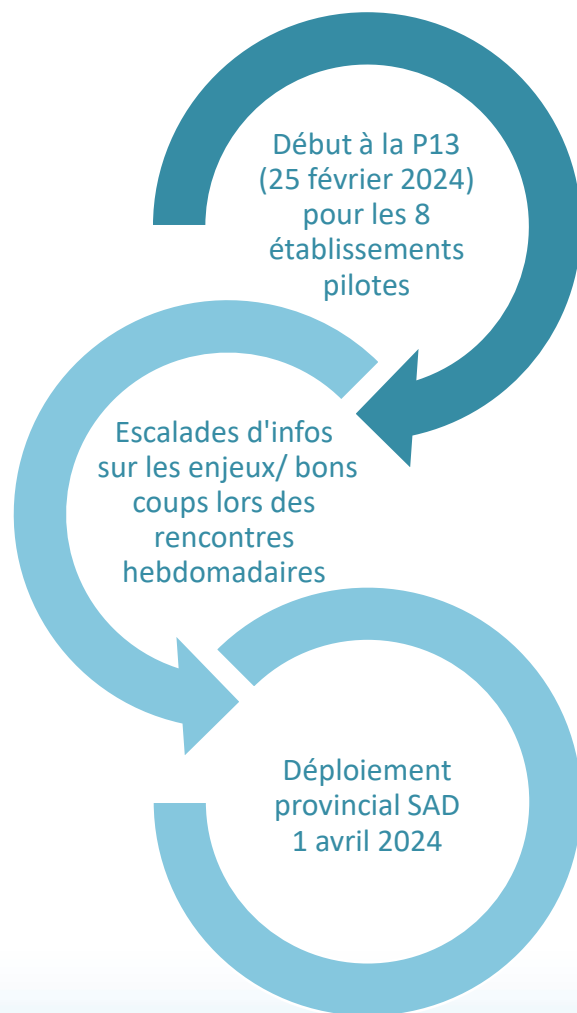 Début à la P13
(25 février 2024)
pour les 8
établissements
pilotes
Escalades d'infos
sur les enjeux/ bons
coups lors des
rencontres
hebdomadaires
Déploiement
provincial SAD
1 avril 2024